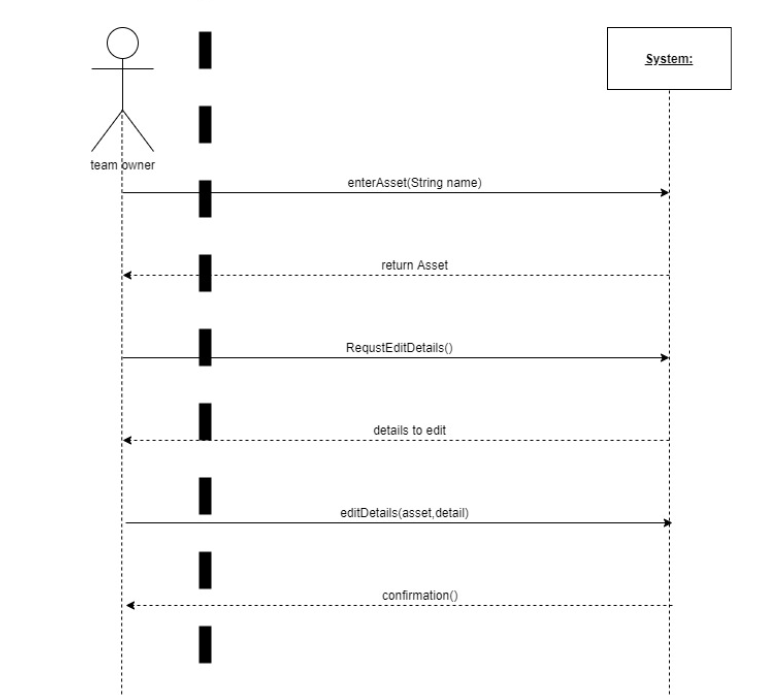 System:
team owner
enterAsset(String name)
return Asset
RequstEditDetails()
details to edit
editDetails(asset,detail)
confirmation()